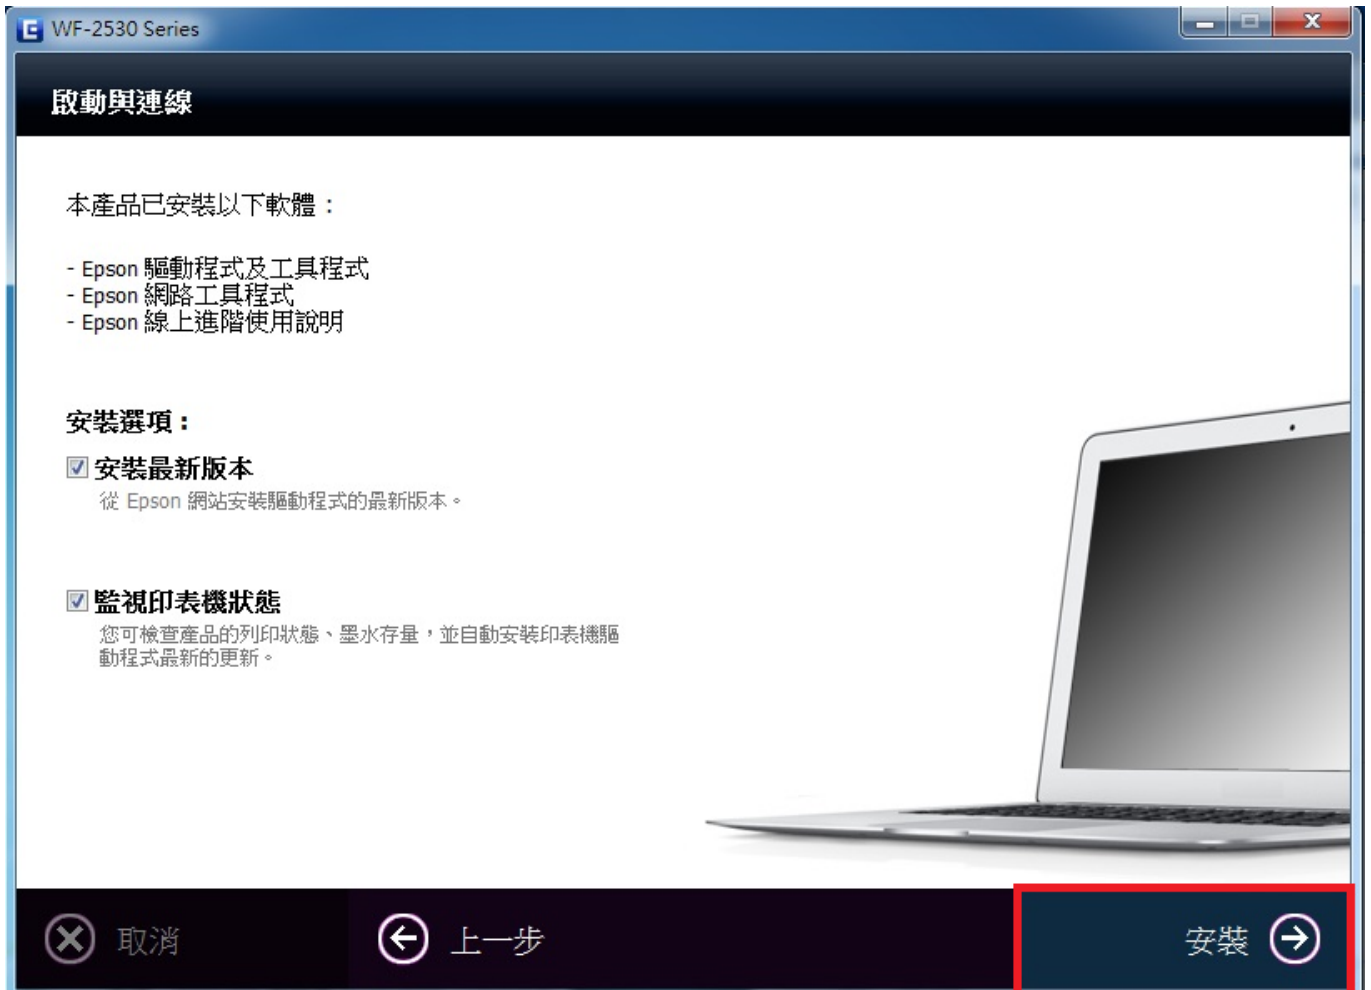 WF-2530 Series
啟動與連線
本產品已安裝以下軟體：
- Epson 驅動程式及工具程式
- Epson 網路工具程式
- Epson 線上進階使用說明
安裝選項：
安裝最新版本
從 Epson 網站安裝驅動程式的最新版本。
監視印表機狀態
您可檢查產品的列印狀態、墨水存量，並自動安裝印表機驅
動程式最新的更新。
取消 上一步 安裝